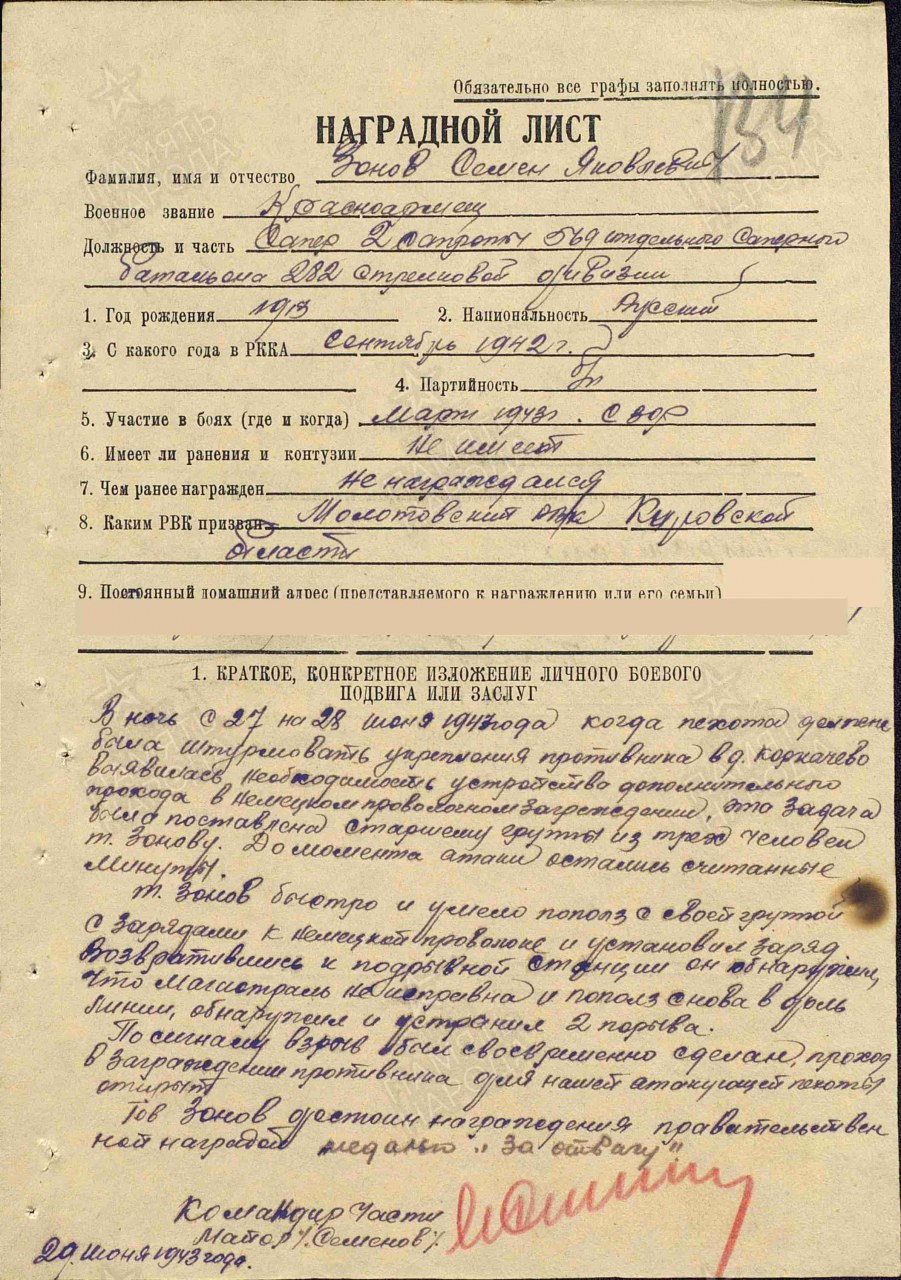 134
Обязательно все графы заполнять полностью.
НАГРАДНОЙ ЛИСТ
Фамилия, имя и отчество Зонов Семен Яковлевич
Военное звание Красноармеец
Должность и часть Сапер 2 сапроты отдельного Саперного
батальона 282 стрелковой дивизии
1. Год рождения 1913 2. Национальность Русский
3. С какого года в РККА Сентябрь 1942 г.
4. Партийность б/п
5. Участие в боях (где и когда) Март 1943 г. СЗФ
6. Имеет ли ранения и контузии Не имеет
7. Чем ранее награжден Не награждался
8. Каким РВК призван Молотовским РВК Кировской
области
9. Постоянный домашний адрес (представляемого к награждению или его семьи)
1. КРАТКОЕ, КОНКРЕТНОЕ ИЗЛОЖЕНИЕ ЛИЧНОГО БОЕВОГО
ПОДВИГА ИЛИ ЗАСЛУГ
В ночь с 27 на 28 июня 1943 года когда пехота должна
была штурмовать укрепления противника в д. Коркачево
выявилась необходимость устройства дополнительного
прохода в немецком проволочном заграждении, эта задача
была поставлена старшему группы из трех человек
т. Зонову. До момента атаки остались считанные
минуты.
т. Зонов быстро и умело пополз с своей группой
с зарядами к немецкой проволоке и установил заряд
Возвратившись к подрывной станции он обнаружил,
что магистраль не исправна и пополз снова в доль
линии, обнаружил и устранил 2 порыва.
По сигналу взрыв был своевременно сделан, проход
в заграждении противника для нашей атакующей пехоты
открыт
Тов Зонов достоин награждения правительствен
ной наградой медалью "За отвагу"
Командир части
Майор /Семенов/.
29. июня 1943 года.